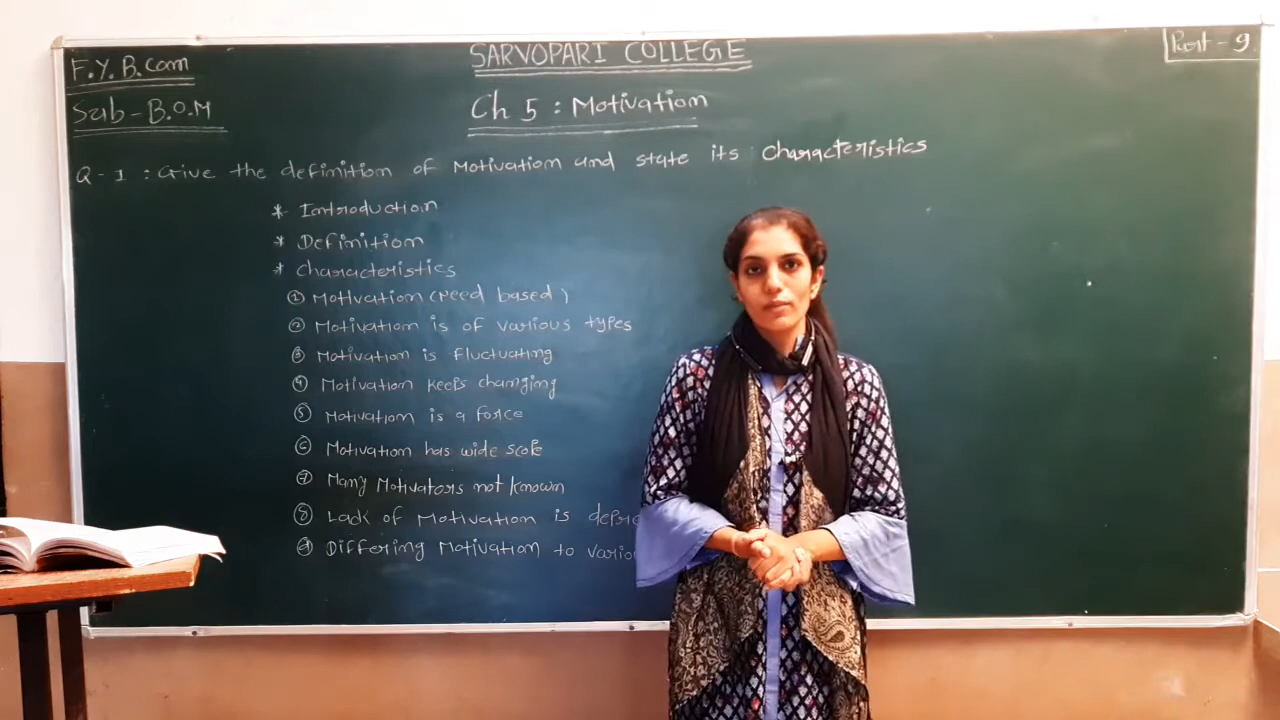 F.Y.B.Com
SARVOPARI COLLEGE
Part - 9
Sub - B.O.M
Ch 5 : Motivation
Q - 1 : Give the definition of Motivation and state its characteristics
* Introduction
* Definition
* Characteristics
① Motivation (Need based)
② Motivation is of various types
③ Motivation is Fluctuating
④ Motivation keeps changing
⑤ Motivation is a Force
⑥ Motivation has wide scope
⑦ Many Motivators not known
⑧ Lack of Motivation is depre
⑨ Differing Motivation to vario